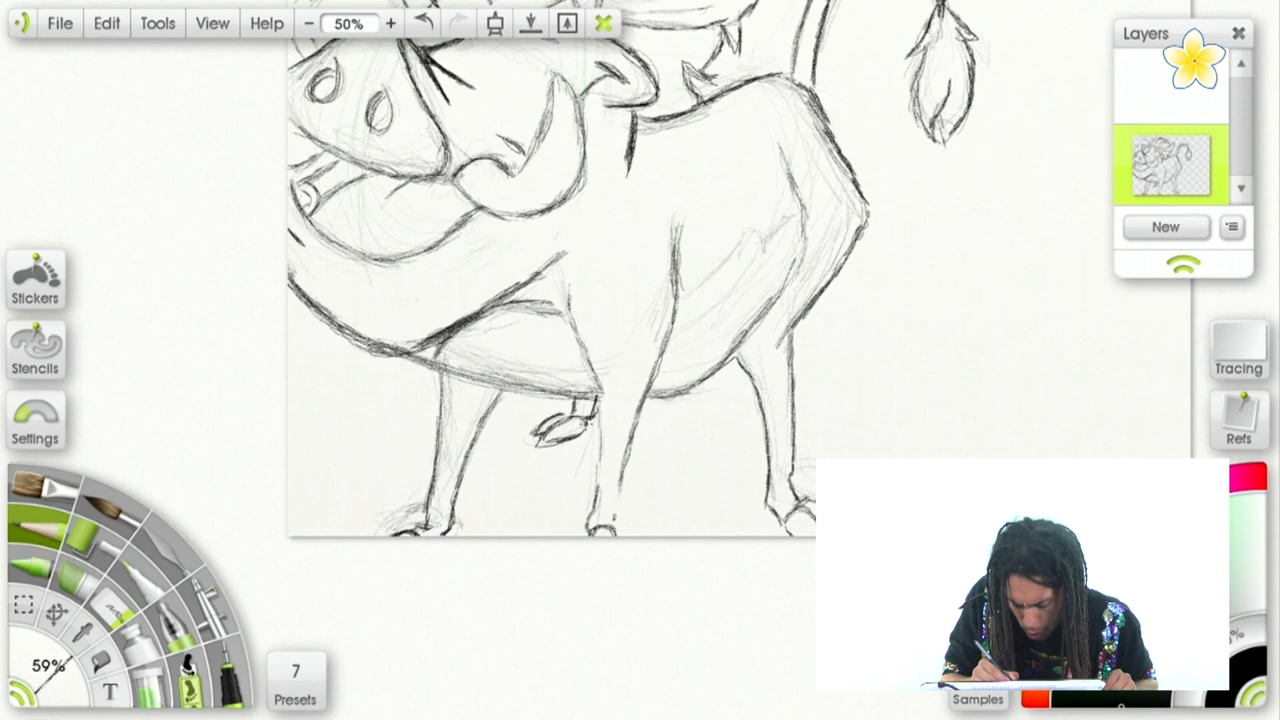 File Edit Tools View Help − 50% +
Layers
New
Stickers
Stencils
Settings
Tracing
Refs
59%
T
7
Presets
Samples
%